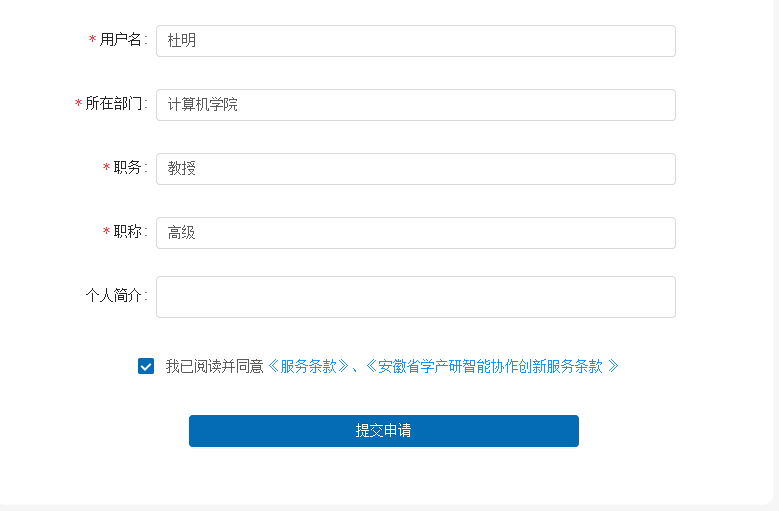 * 用户名: 杜明
* 所在部门: 计算机学院
* 职务: 教授
* 职称: 高级
个人简介:
我已阅读并同意《服务条款》、《安徽省学产研智能协作创新服务条款 》
提交申请